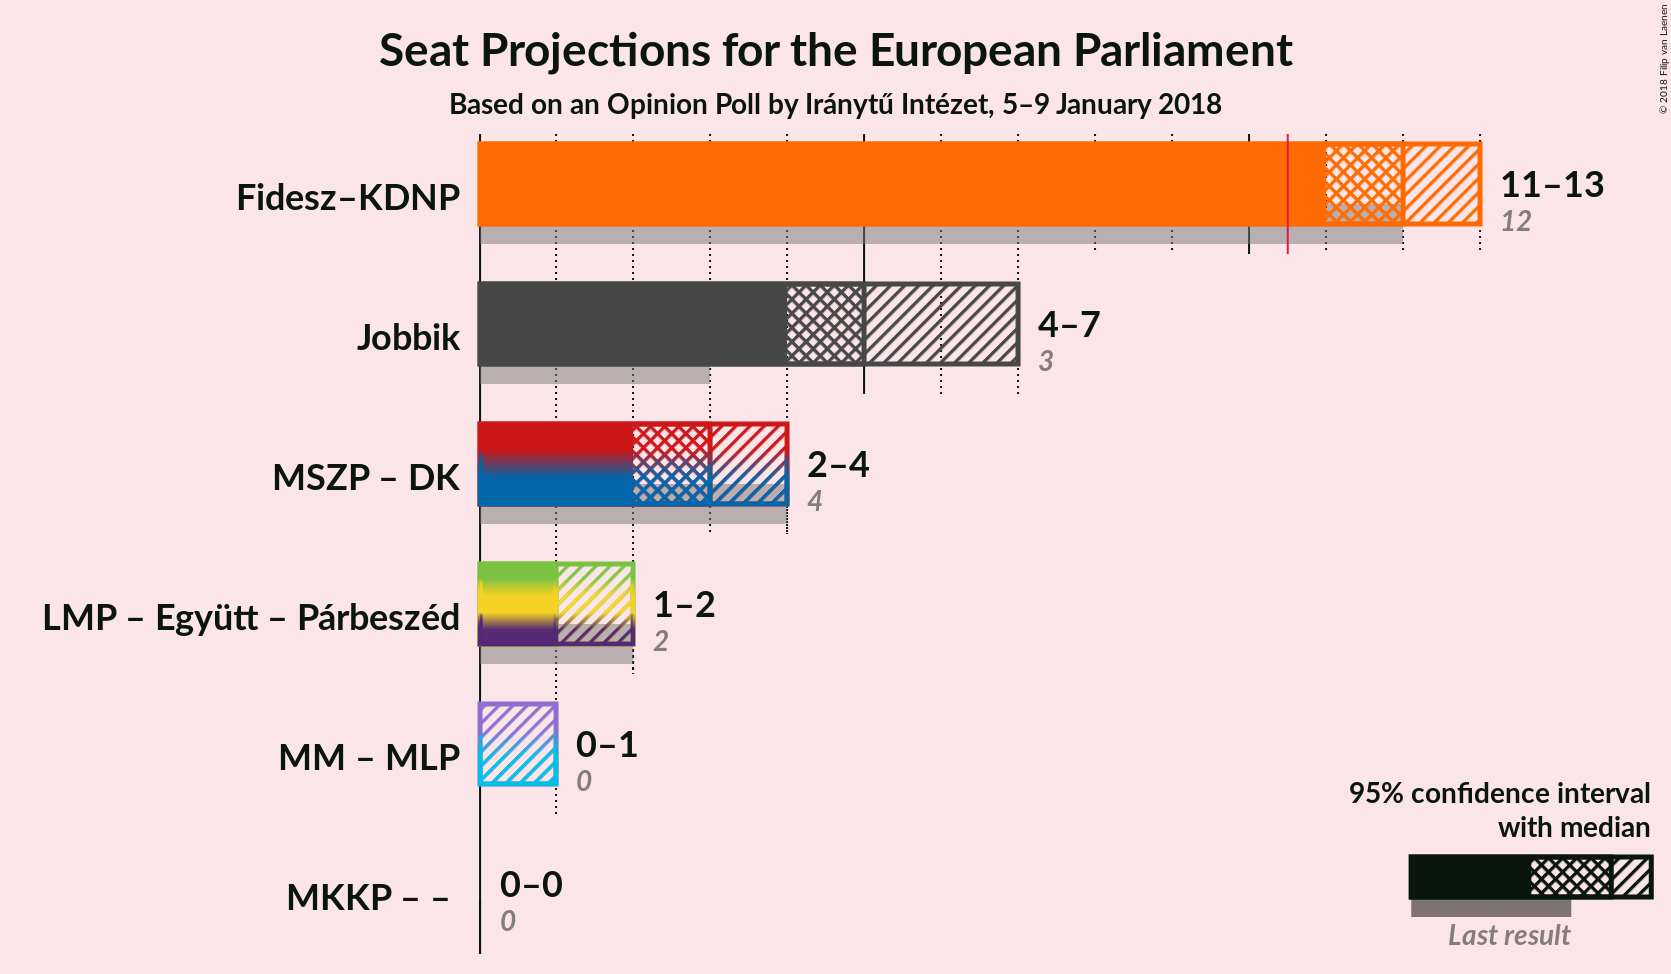 Seat Projections for the European Parliament
Based on an Opinion Poll by Iránytű Intézet, 5–9 January 2018
© 2018 Filip van Laenen
Fidesz–KDNP
11–13
12
Jobbik
4–7
3
MSZP – DK
2–4
4
LMP – Együtt – Párbeszéd
1–2
2
MM – MLP
0–1
0
MKKP – –
0–0
0
95% confidence interval
with median
Last result